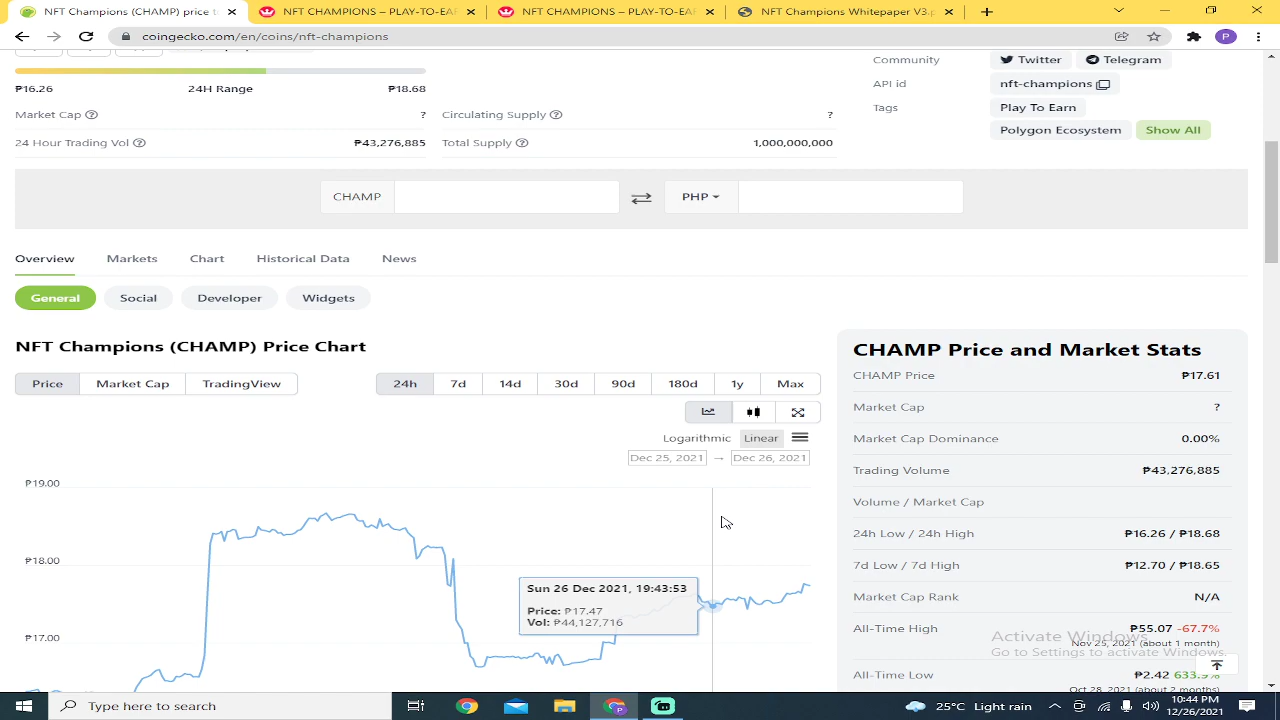 NFT Champions (CHAMP) price t
NFT CHAMPIONS – PLAY-TO-EAR
NFT CHAMPIONS – PLAY-TO-EAR
NFT Champions Whitepaper V3.p
coingecko.com/en/coins/nft-champions
P
Community
Twitter
Telegram
₱16.26
24H Range
₱18.68
API id
nft-champions
Tags
Play To Earn
Market Cap
?
Circulating Supply
?
Polygon Ecosystem
Show All
24 Hour Trading Vol
₱43,276,885
Total Supply
1,000,000,000
CHAMP
PHP
Overview
Markets
Chart
Historical Data
News
General
Social
Developer
Widgets
NFT Champions (CHAMP) Price Chart
Price
Market Cap
TradingView
24h
7d
14d
30d
90d
180d
1y
Max
Logarithmic
Linear
Dec 25, 2021 → Dec 26, 2021
₱19.00
₱18.00
₱17.00
Sun 26 Dec 2021, 19:43:53
Price: ₱17.47
Vol: ₱44,127,716
CHAMP Price and Market Stats
CHAMP Price
₱17.61
Market Cap
?
Market Cap Dominance
0.00%
Trading Volume
₱43,276,885
Volume / Market Cap
24h Low / 24h High
₱16.26 / ₱18.68
7d Low / 7d High
₱12.70 / ₱18.65
Market Cap Rank
N/A
All-Time High
₱55.07 -67.7%
Nov 25, 2021 (about 1 month)
All-Time Low
₱2.42 633.9%
Oct 28, 2021 (about 2 months)
Activate Windows
Go to Settings to activate Windows.
Type here to search
25°C Light rain
10:44 PM
12/26/2021